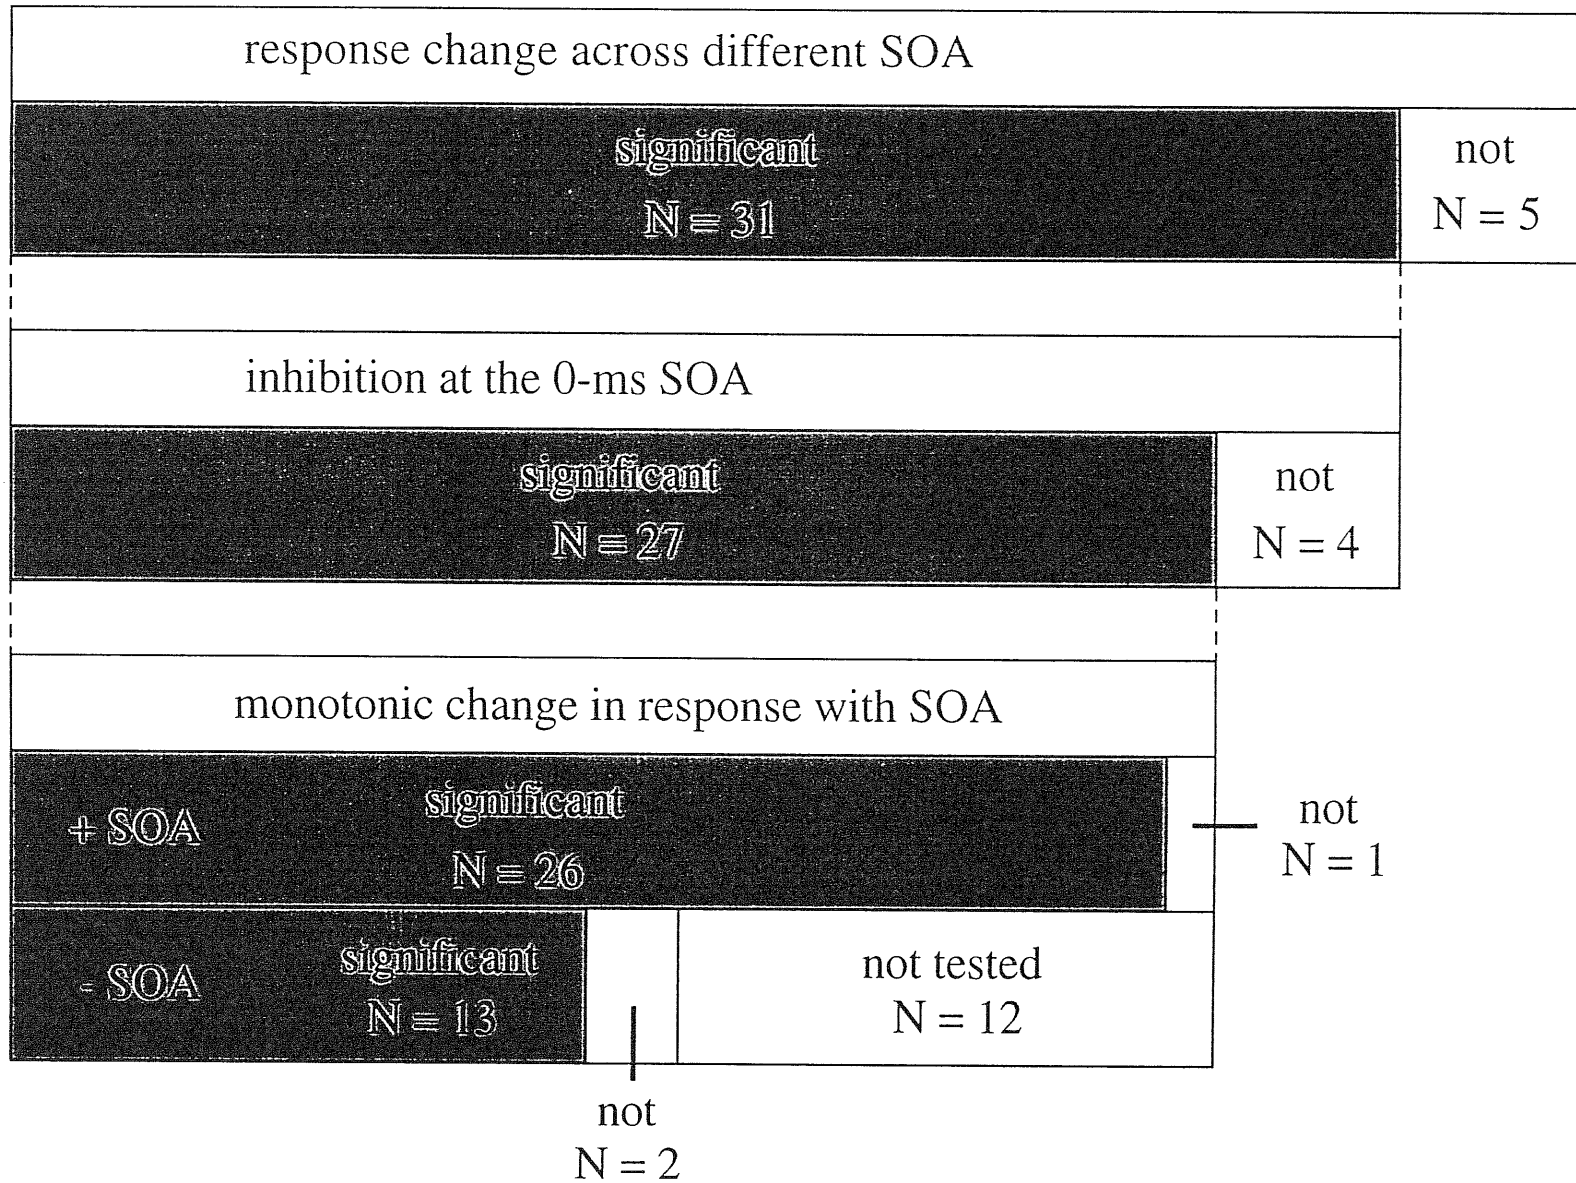 response change across different SOA
significant
N = 31
not
N = 5
inhibition at the 0-ms SOA
significant
N = 27
not
N = 4
monotonic change in response with SOA
+ SOA
significant
N = 26
not
N = 1
- SOA
significant
N = 13
not tested
N = 12
not
N = 2